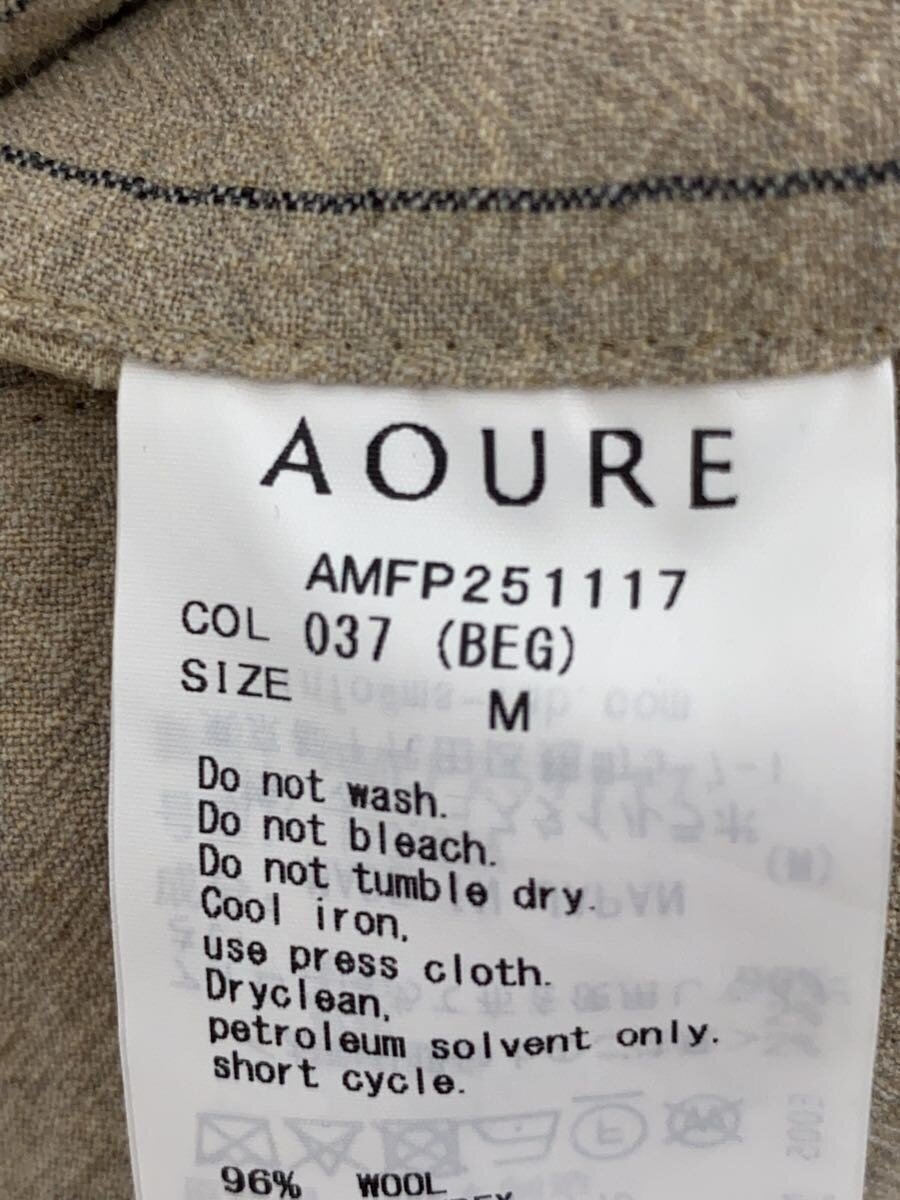 AOURE
AMFP251117
COL 037 (BEG)
SIZE M
Do not wash.
Do not bleach.
Do not tumble dry.
Cool iron,
use press cloth.
Dryclean,
petroleum solvent only.
short cycle.
96% WOOL